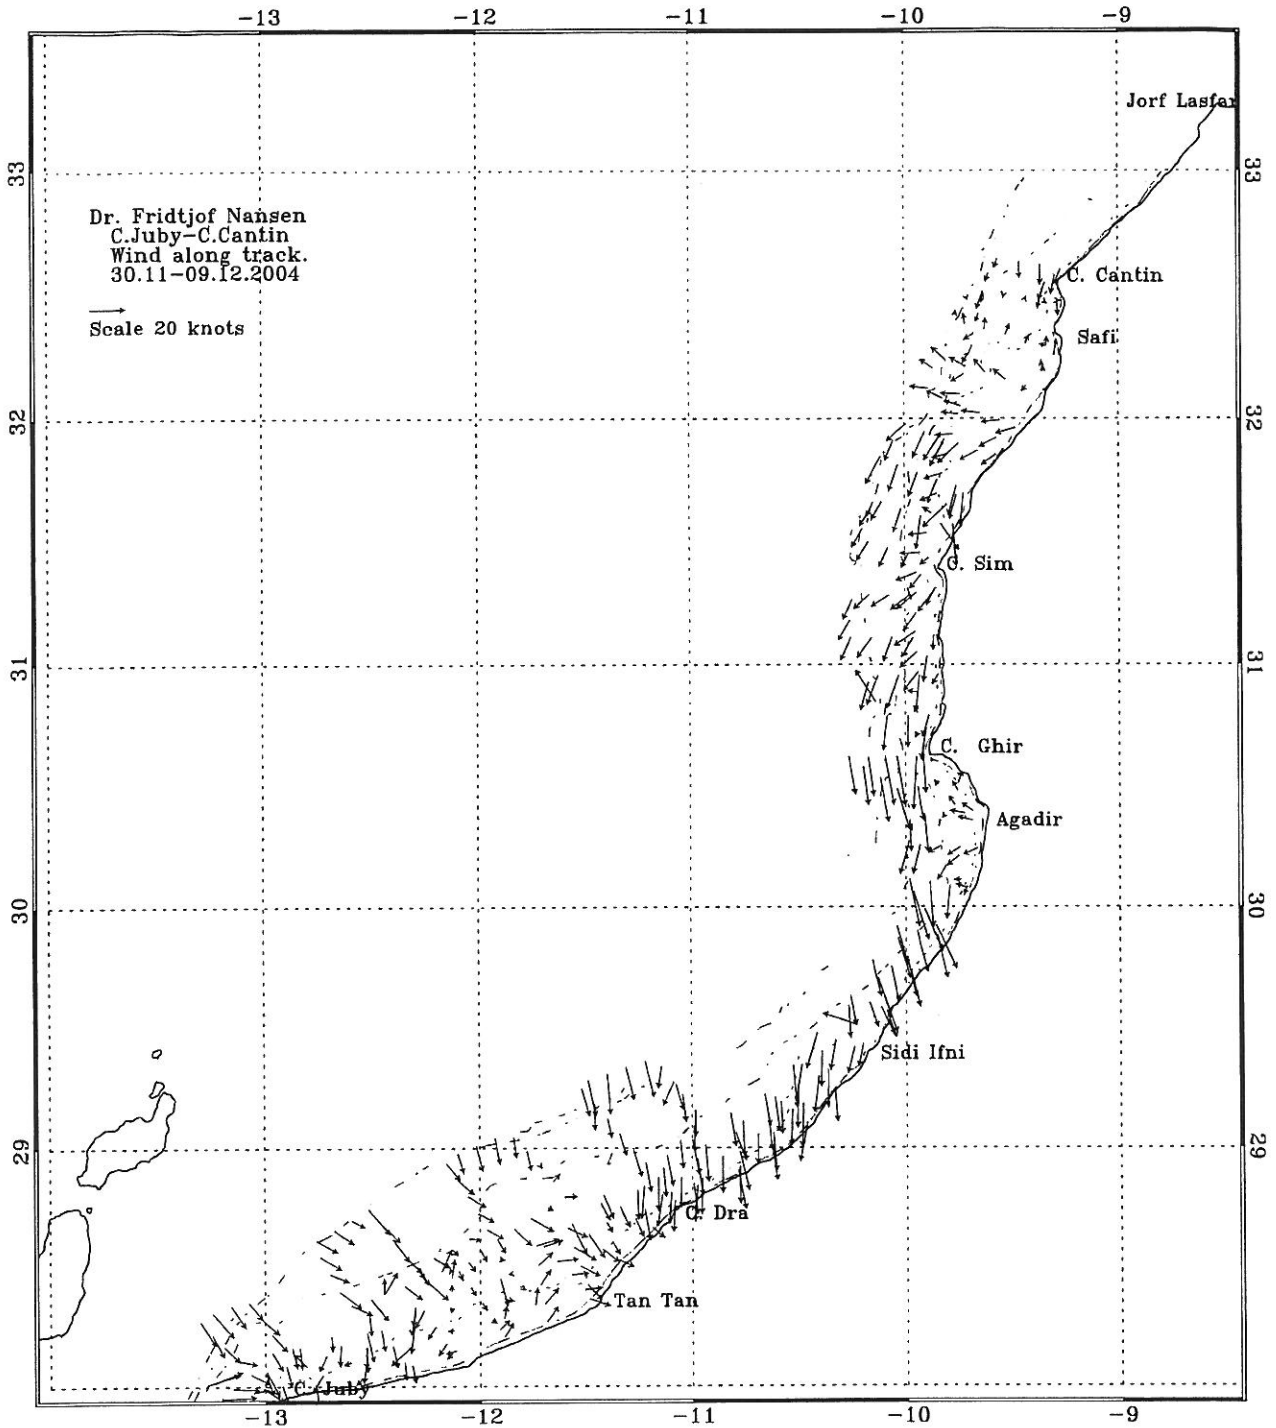 -13 -12 -11 -10 -9
Jorf Lasfar
33 33
Dr. Fridtjof Nansen
C.Juby-C.Cantin
Wind along track.
30.11-09.12.2004
C. Cantin
Scale 20 knots
Safi
32 32
C. Sim
31 31
C. Ghir
Agadir
30 30
Sidi Ifni
29 29
C. Dra
Tan Tan
C. Juby
-13 -12 -11 -10 -9